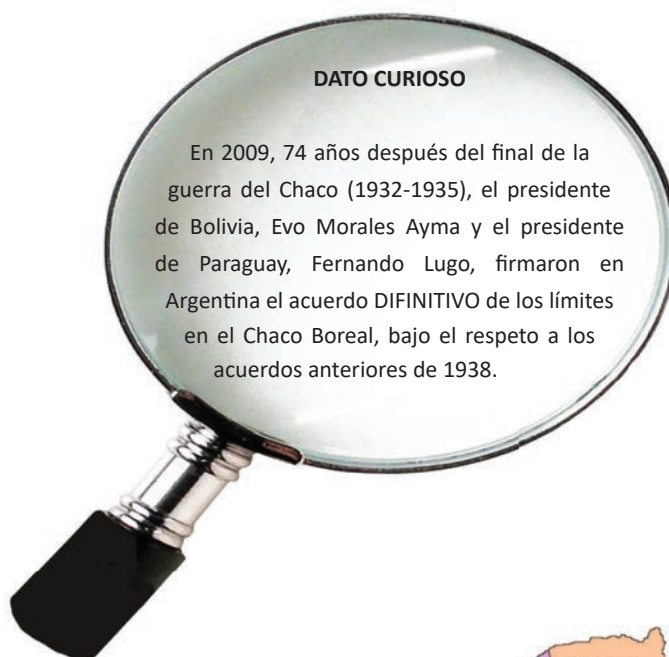 DATO CURIOSO
En 2009, 74 años después del final de la
guerra del Chaco (1932-1935), el presidente
de Bolivia, Evo Morales Ayma y el presidente
de Paraguay, Fernando Lugo, firmaron en
Argentina el acuerdo DIFINITIVO de los límites
en el Chaco Boreal, bajo el respeto a los
acuerdos anteriores de 1938.